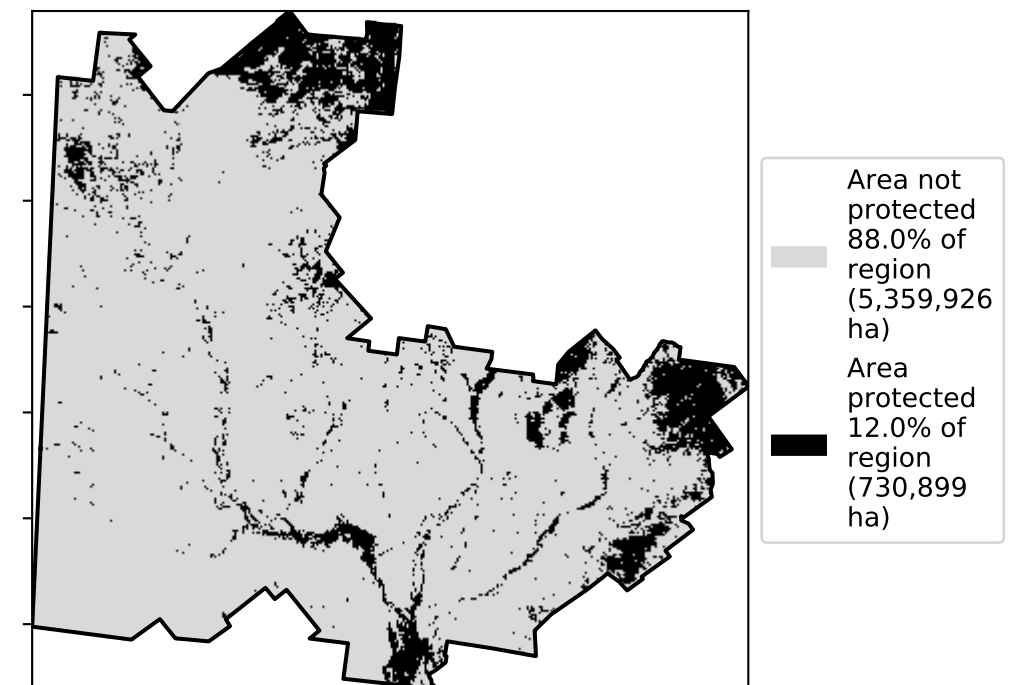 Area not
protected
88.0% of
region
(5,359,926
ha)
Area
protected
12.0% of
region
(730,899
ha)